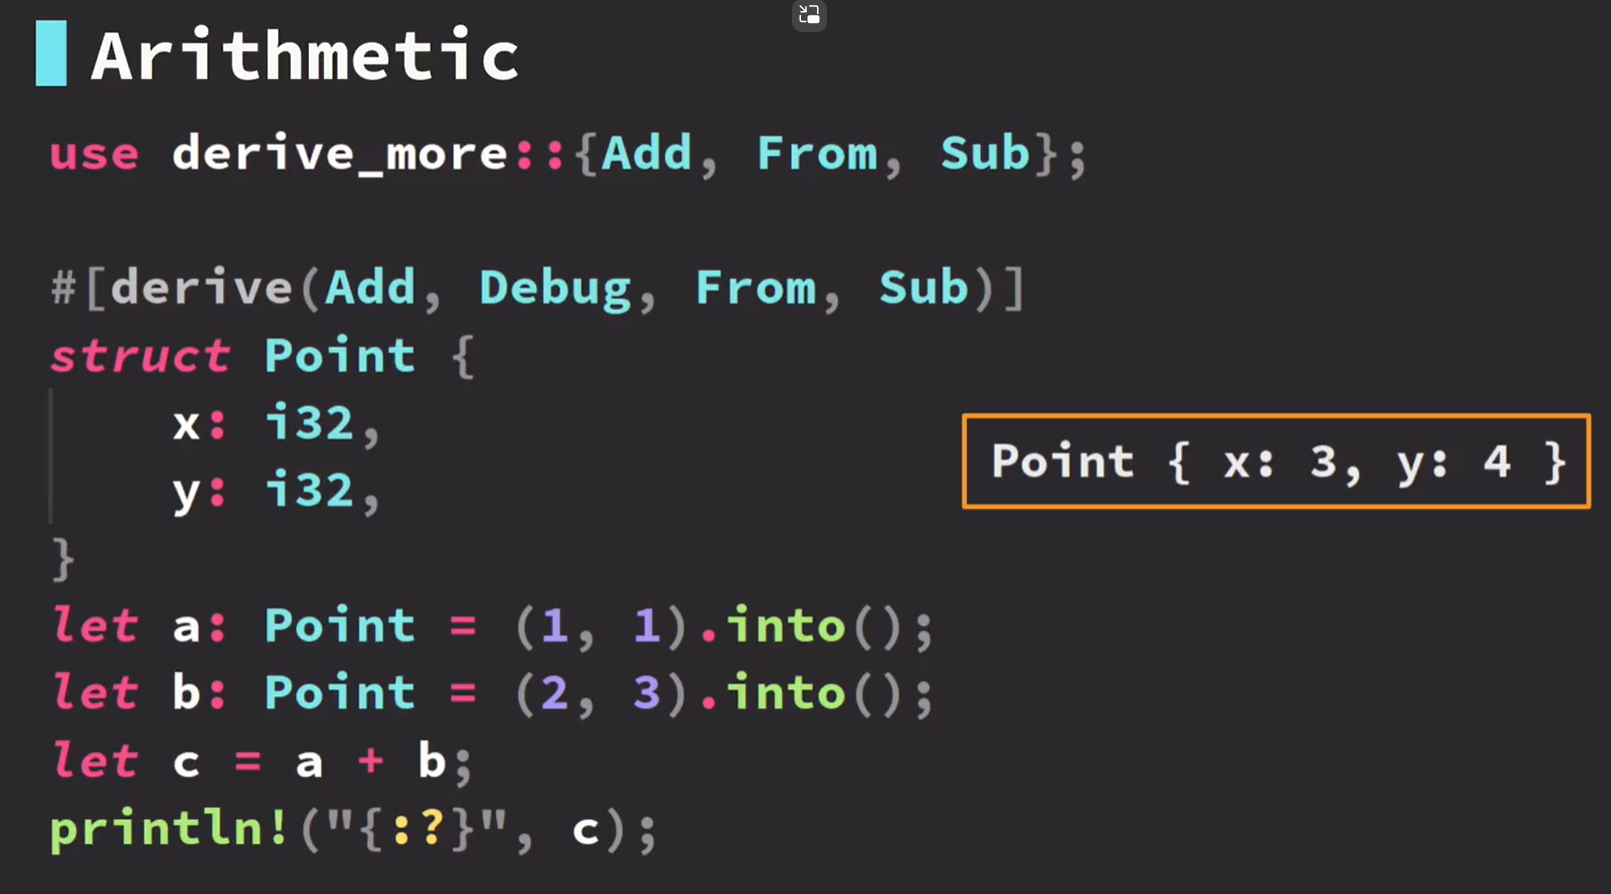 Arithmetic
use derive_more::{Add, From, Sub};
#[derive(Add, Debug, From, Sub)]
struct Point {
    x: i32,
    y: i32,
}
Point { x: 3, y: 4 }
let a: Point = (1, 1).into();
let b: Point = (2, 3).into();
let c = a + b;
println!("{:?}", c);